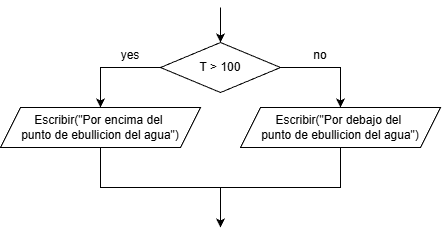 yes
no
T > 100
Escribir("Por encima del
punto de ebullicion del agua")
Escribir("Por debajo del
punto de ebullicion del agua")